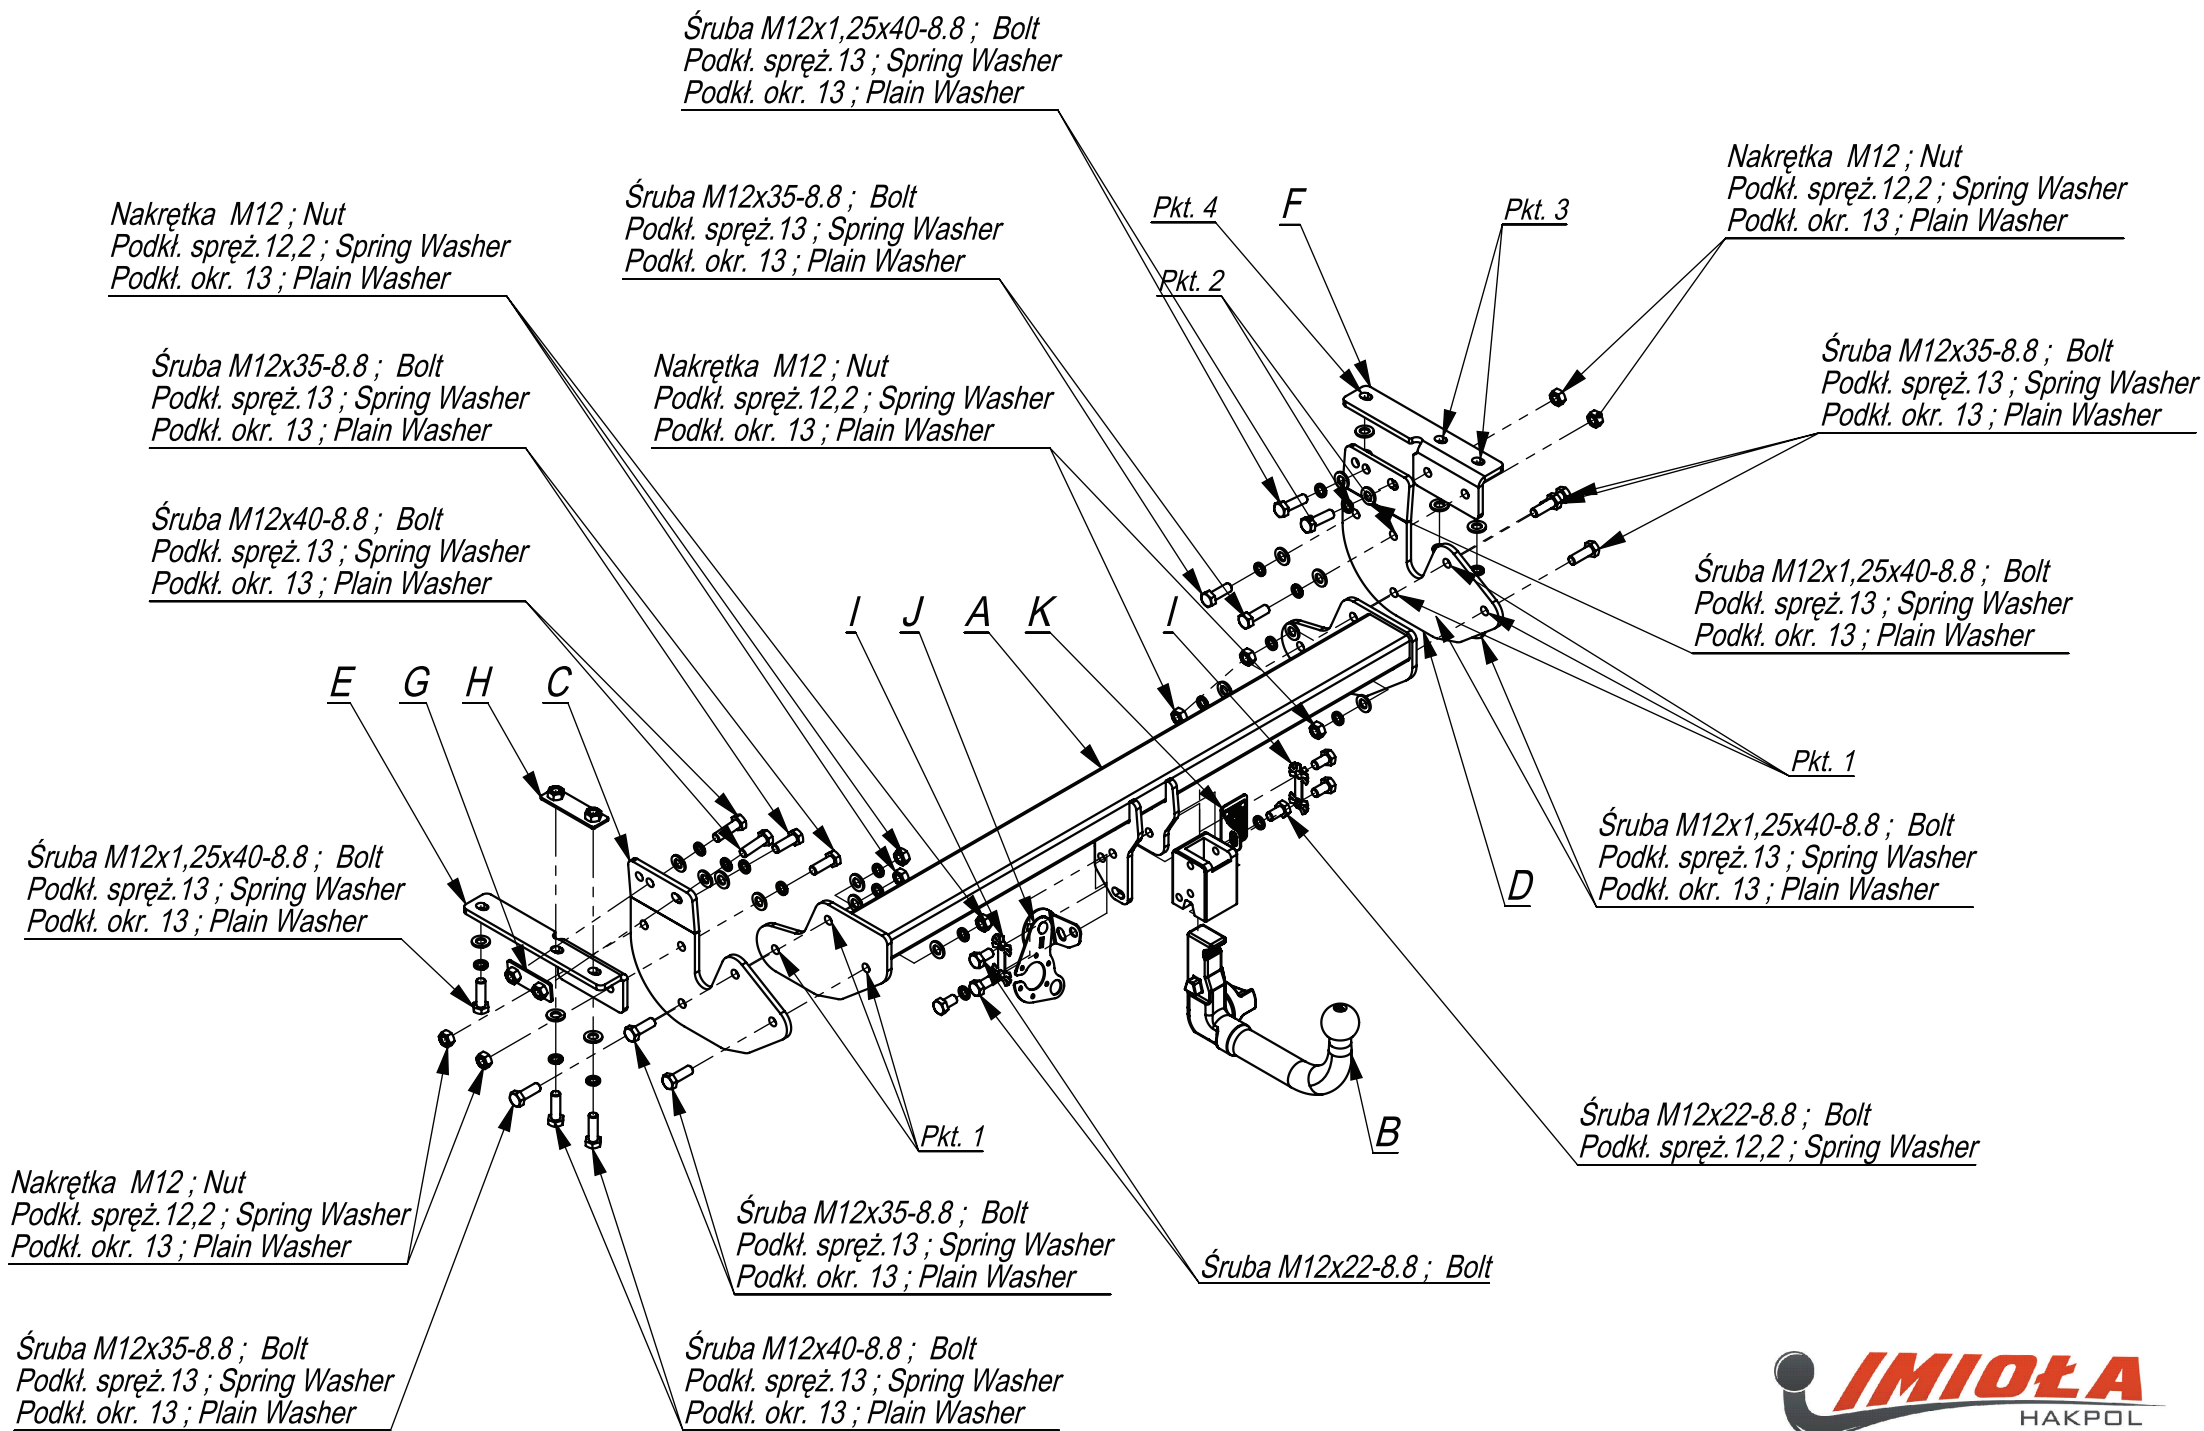 Śruba M12x1,25x40-8.8 ; Bolt
Podkł. spręż.13 ; Spring Washer
Podkł. okr. 13 ; Plain Washer
Nakrętka M12 ; Nut
Podkł. spręż.12,2 ; Spring Washer
Podkł. okr. 13 ; Plain Washer
Śruba M12x35-8.8 ; Bolt
Podkł. spręż.13 ; Spring Washer
Podkł. okr. 13 ; Plain Washer
Pkt. 4
F
Pkt. 3
Nakrętka M12 ; Nut
Podkł. spręż.12,2 ; Spring Washer
Podkł. okr. 13 ; Plain Washer
Pkt. 2
Śruba M12x35-8.8 ; Bolt
Podkł. spręż.13 ; Spring Washer
Podkł. okr. 13 ; Plain Washer
Nakrętka M12 ; Nut
Podkł. spręż.12,2 ; Spring Washer
Podkł. okr. 13 ; Plain Washer
Śruba M12x35-8.8 ; Bolt
Podkł. spręż.13 ; Spring Washer
Podkł. okr. 13 ; Plain Washer
Śruba M12x40-8.8 ; Bolt
Podkł. spręż.13 ; Spring Washer
Podkł. okr. 13 ; Plain Washer
I
J
A
K
I
Śruba M12x1,25x40-8.8 ; Bolt
Podkł. spręż.13 ; Spring Washer
Podkł. okr. 13 ; Plain Washer
E
G
H
C
Pkt. 1
Śruba M12x1,25x40-8.8 ; Bolt
Podkł. spręż.13 ; Spring Washer
Podkł. okr. 13 ; Plain Washer
Śruba M12x1,25x40-8.8 ; Bolt
Podkł. spręż.13 ; Spring Washer
Podkł. okr. 13 ; Plain Washer
D
Pkt. 1
B
Śruba M12x22-8.8 ; Bolt
Podkł. spręż.12,2 ; Spring Washer
Nakrętka M12 ; Nut
Podkł. spręż.12,2 ; Spring Washer
Podkł. okr. 13 ; Plain Washer
Śruba M12x35-8.8 ; Bolt
Podkł. spręż.13 ; Spring Washer
Podkł. okr. 13 ; Plain Washer
Śruba M12x22-8.8 ; Bolt
Śruba M12x35-8.8 ; Bolt
Podkł. spręż.13 ; Spring Washer
Podkł. okr. 13 ; Plain Washer
Śruba M12x40-8.8 ; Bolt
Podkł. spręż.13 ; Spring Washer
Podkł. okr. 13 ; Plain Washer
IMIOŁA
HAKPOL